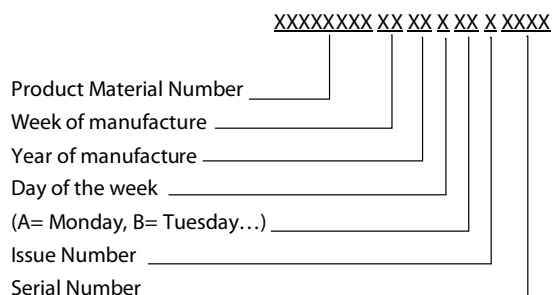 XXXXXXXX XX XX X XX X XXXX
Product Material Number
Week of manufacture
Year of manufacture
Day of the week
(A= Monday, B= Tuesday…)
Issue Number
Serial Number